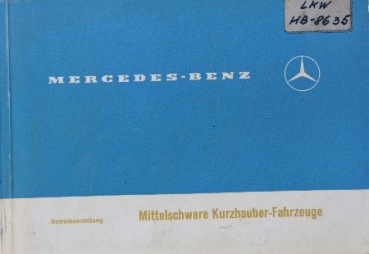 LKW
HB-8635
MERCEDES-BENZ
Betriebsanleitung
Mittelschwere Kurzhauber-Fahrzeuge